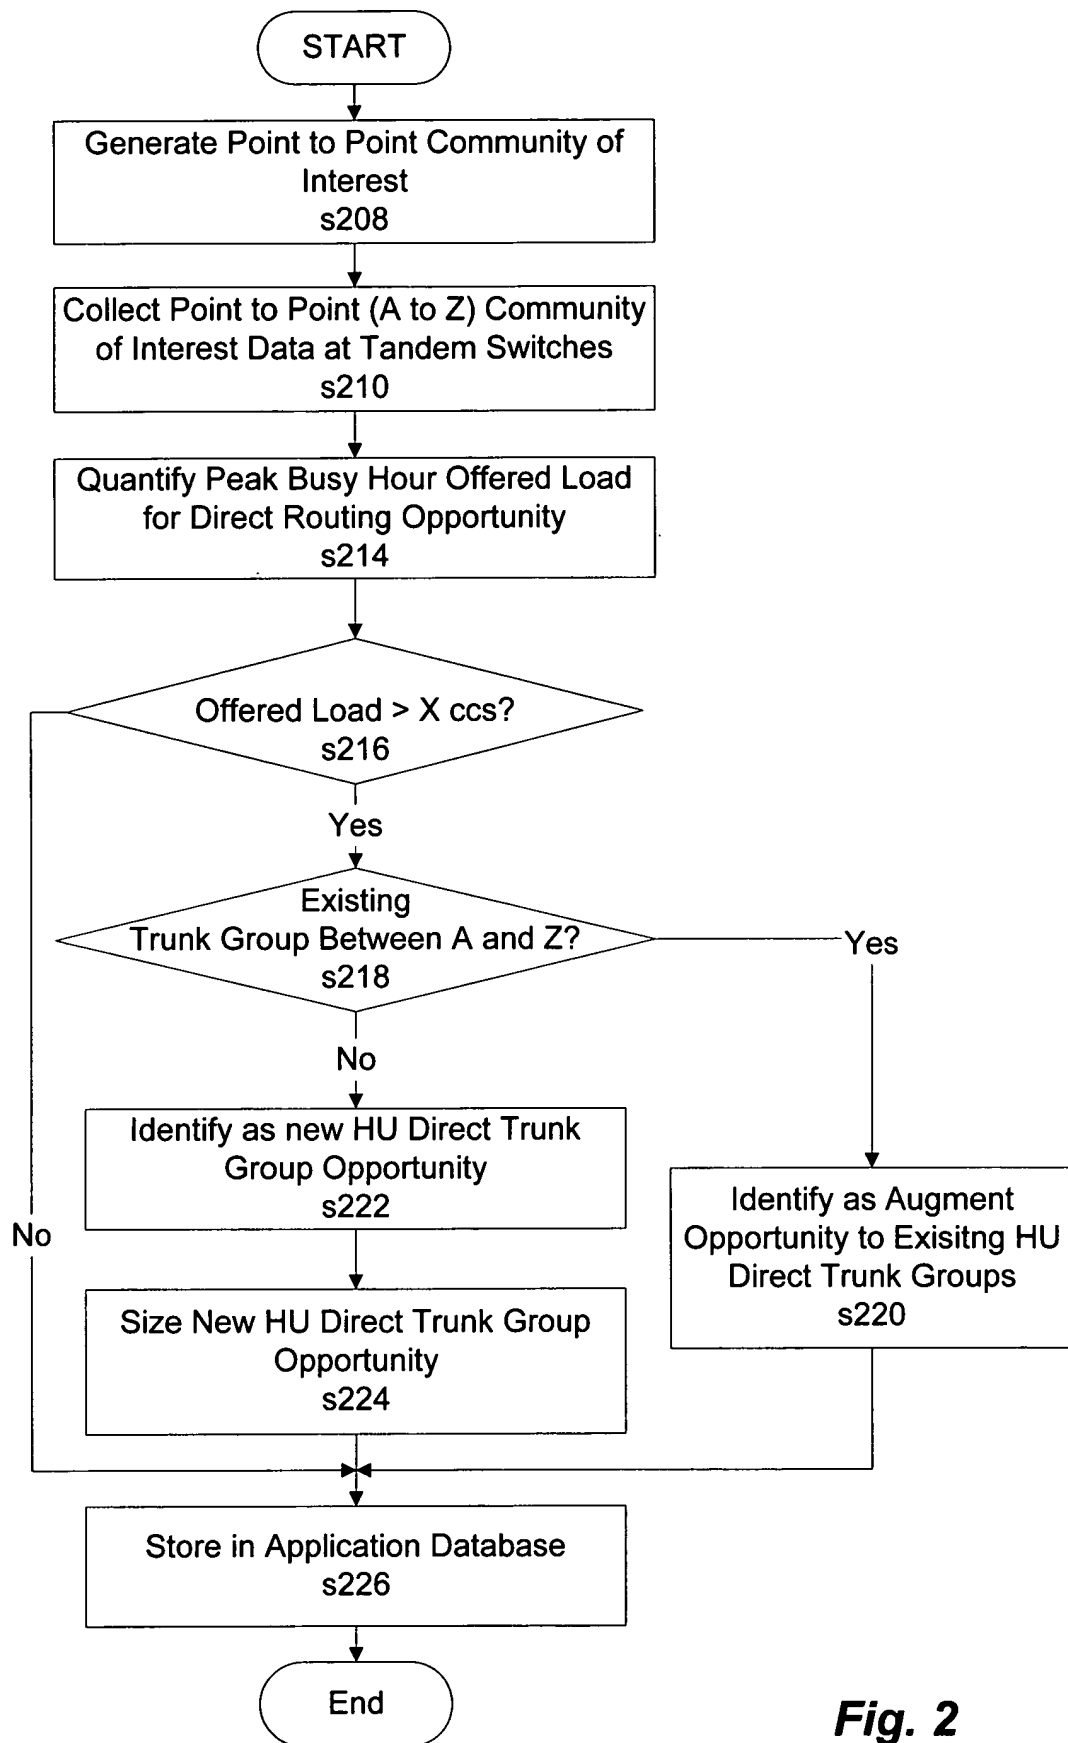 START
Generate Point to Point Community of
Interest
s208
Collect Point to Point (A to Z) Community
of Interest Data at Tandem Switches
s210
Quantify Peak Busy Hour Offered Load
for Direct Routing Opportunity
s214
Offered Load > X ccs?
s216
Yes
Existing
Trunk Group Between A and Z?
s218
Yes
No
Identify as new HU Direct Trunk
Group Opportunity
s222
No
Identify as Augment
Opportunity to Exisitng HU
Direct Trunk Groups
s220
Size New HU Direct Trunk Group
Opportunity
s224
Store in Application Database
s226
End
Fig. 2